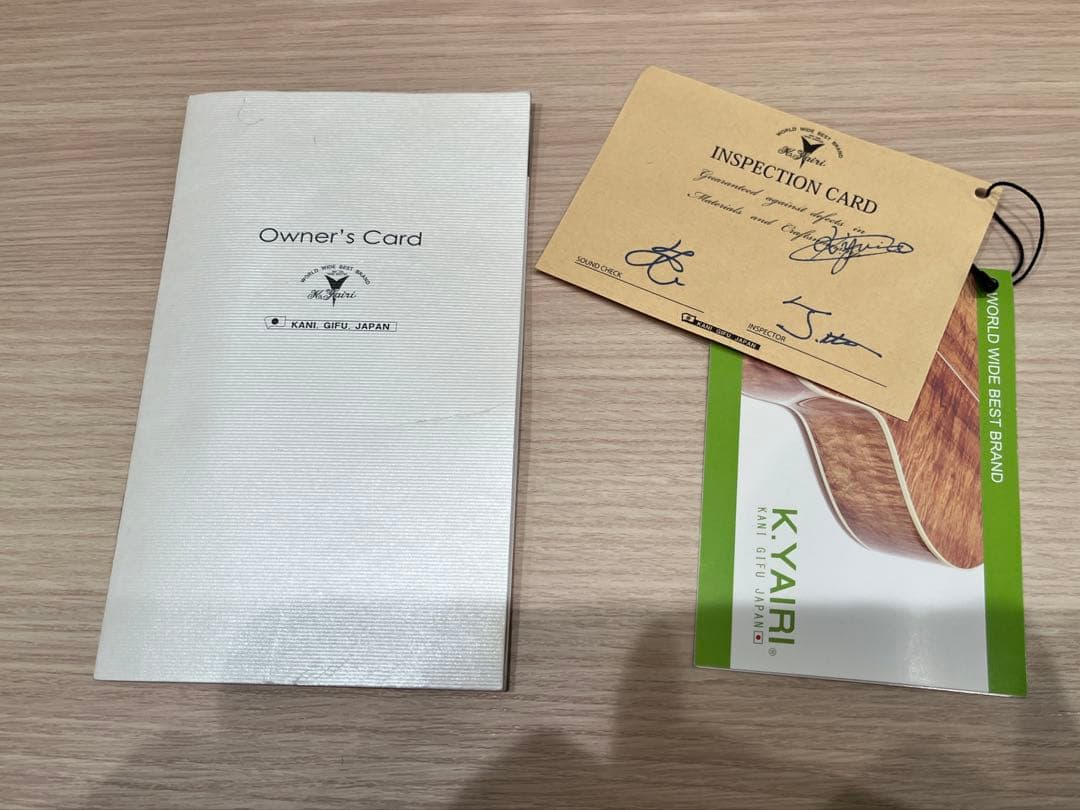 Owner's Card
WORLD WIDE BEST BRAND
K. Yairi
KANI, GIFU, JAPAN
WORLD WIDE BEST BRAND
K. Yairi
INSPECTION CARD
Guaranteed against defects in
Materials and
SOUND CHECK
INSPECTOR
KANI, GIFU, JAPAN
WORLD WIDE BEST BRAND
K.YAIRI®
KANI GIFU JAPAN